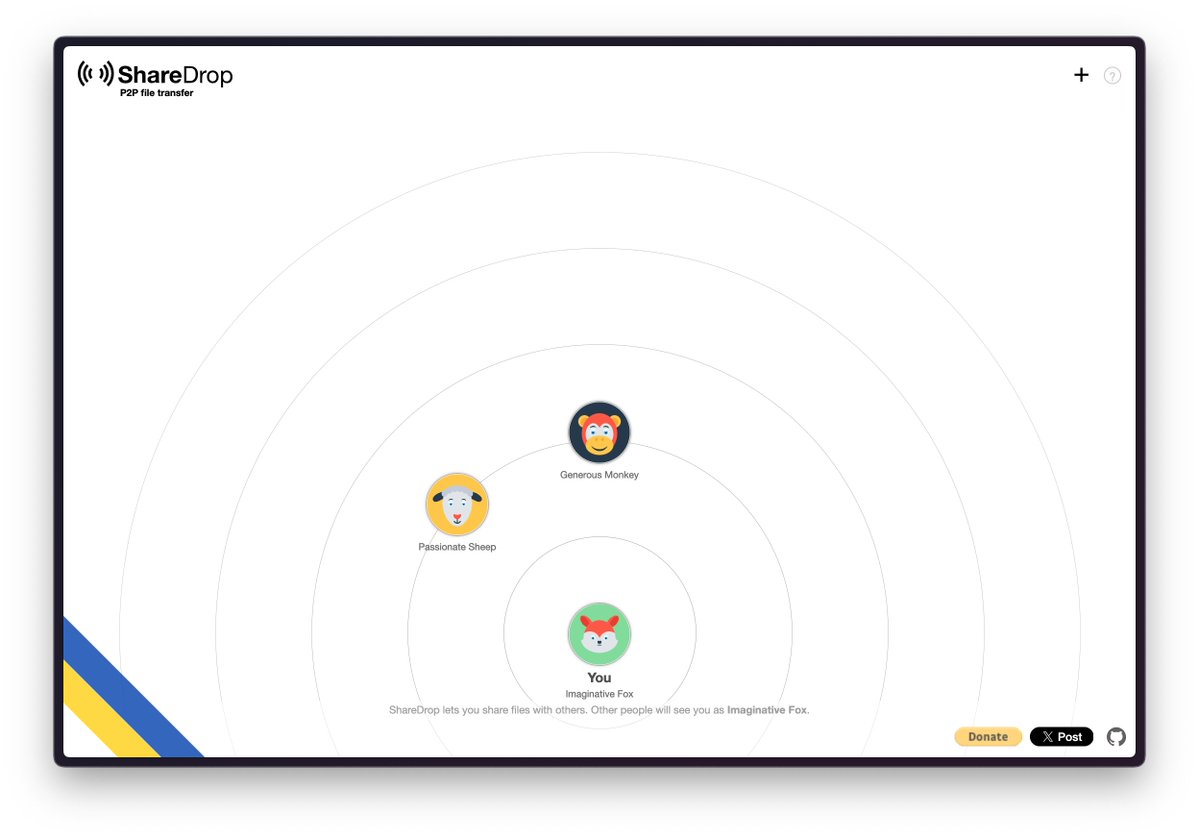 ShareDrop
P2P file transfer
+
?
Generous Monkey
Passionate Sheep
You
Imaginative Fox
ShareDrop lets you share files with others. Other people will see you as Imaginative Fox.
Donate
X Post